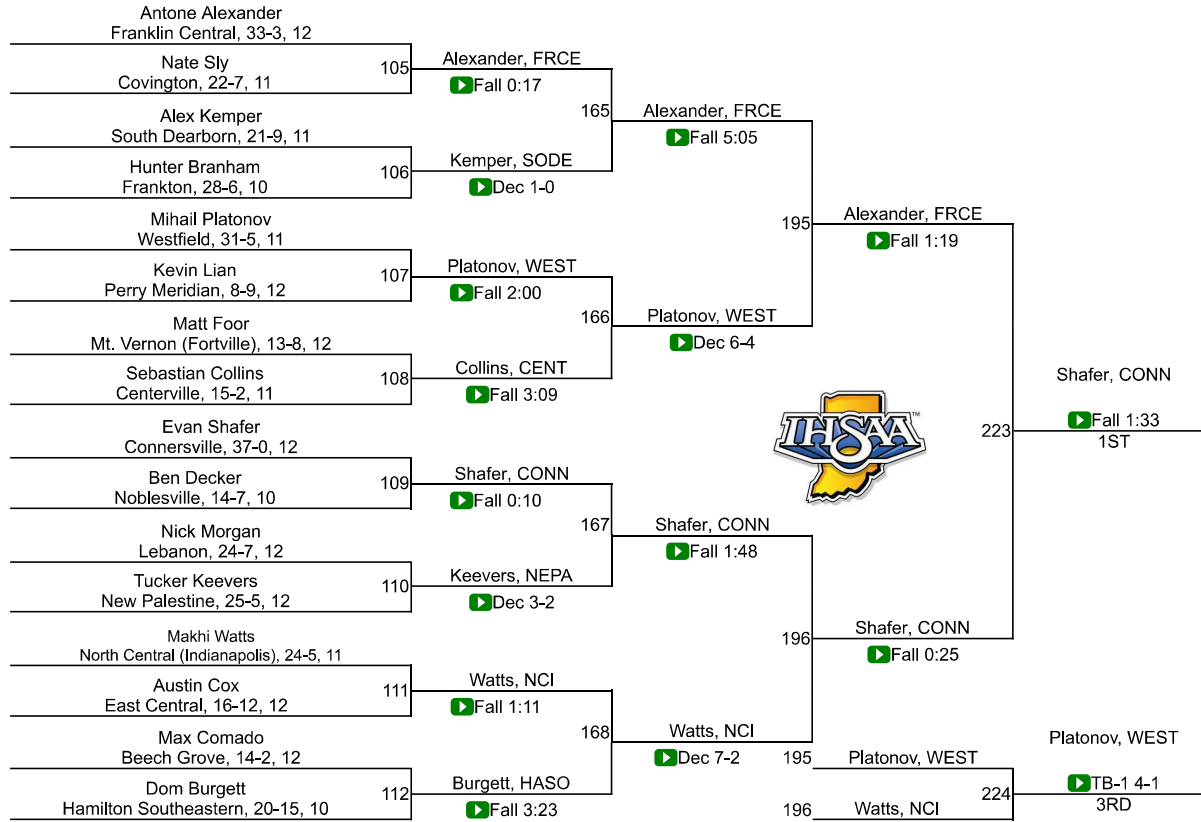 Antone Alexander
Franklin Central, 33-3, 12
Nate Sly
Covington, 22-7, 11
105
Alexander, FRCE
Fall 0:17
Alex Kemper
South Dearborn, 21-9, 11
Hunter Branham
Frankton, 28-6, 10
106
Kemper, SODE
Dec 1-0
165
Alexander, FRCE
Fall 5:05
Mihail Platonov
Westfield, 31-5, 11
Kevin Lian
Perry Meridian, 8-9, 12
107
Platonov, WEST
Fall 2:00
Matt Foor
Mt. Vernon (Fortville), 13-8, 12
Sebastian Collins
Centerville, 15-2, 11
108
Collins, CENT
Fall 3:09
166
Platonov, WEST
Dec 6-4
195
Alexander, FRCE
Fall 1:19
Evan Shafer
Connersville, 37-0, 12
Ben Decker
Noblesville, 14-7, 10
109
Shafer, CONN
Fall 0:10
Nick Morgan
Lebanon, 24-7, 12
Tucker Keevers
New Palestine, 25-5, 12
110
Keevers, NEPA
Dec 3-2
167
Shafer, CONN
Fall 1:48
Makhi Watts
North Central (Indianapolis), 24-5, 11
Austin Cox
East Central, 16-12, 12
111
Watts, NCI
Fall 1:11
Max Comado
Beech Grove, 14-2, 12
Dom Burgett
Hamilton Southeastern, 20-15, 10
112
Burgett, HASO
Fall 3:23
168
Watts, NCI
Dec 7-2
196
Shafer, CONN
Fall 0:25
IHSAA™
223
Shafer, CONN
Fall 1:33
1ST
195
Platonov, WEST
196
Watts, NCI
224
Platonov, WEST
TB-1 4-1
3RD